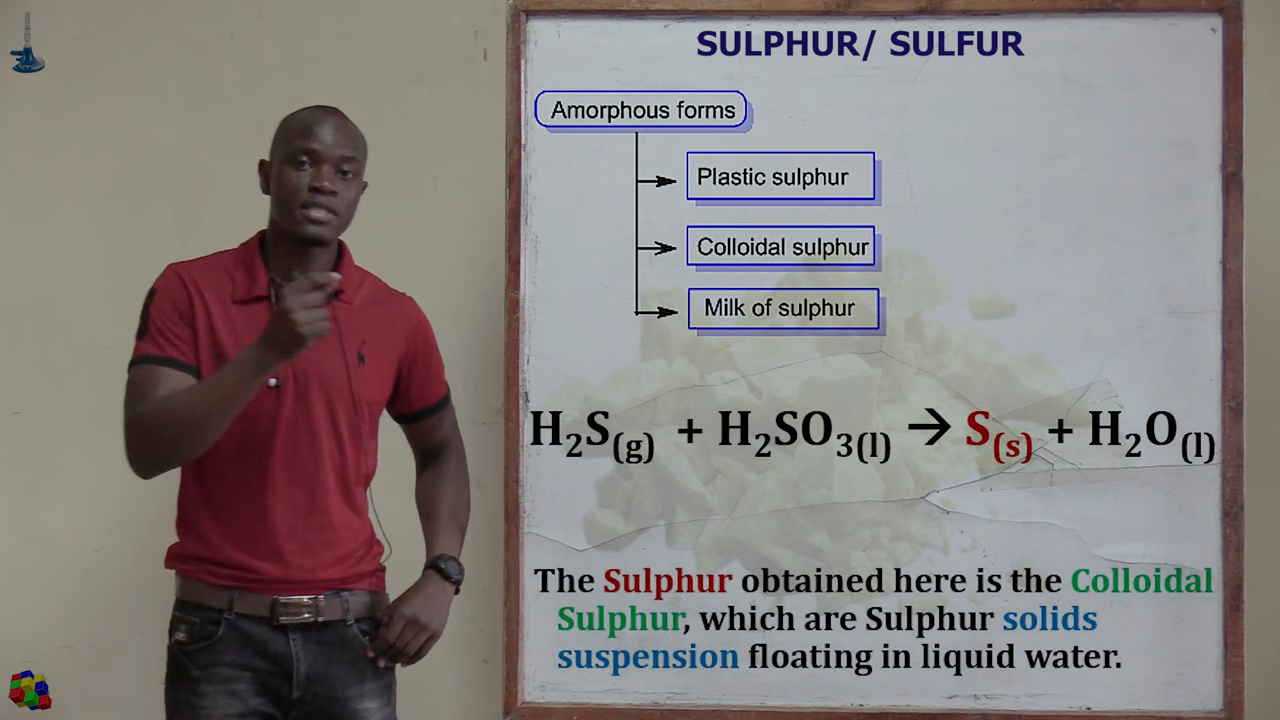 SULPHUR/ SULFUR
Amorphous forms
Plastic sulphur
Colloidal sulphur
Milk of sulphur
H₂S₍g₎ + H₂SO₃₍l₎ → S₍s₎ + H₂O₍l₎
The Sulphur obtained here is the Colloidal
Sulphur, which are Sulphur solids
suspension floating in liquid water.